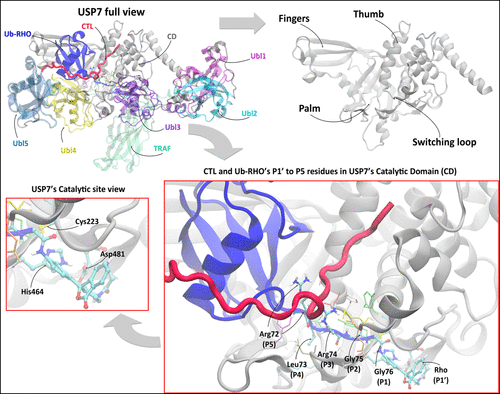 USP7 full view
Ub-RHO
CTL
CD
Ubl1
Ubl2
Ubl3
TRAF
Ubl4
Ubl5
Fingers
Thumb
Palm
Switching loop
USP7's Catalytic site view
Cys223
Asp481
His464
CTL and Ub-RHO's P1' to P5 residues in USP7's Catalytic Domain (CD)
Arg72
(P5)
Leu73
(P4)
Arg74
(P3)
Gly75
(P2)
Gly76
(P1)
Rho
(P1')